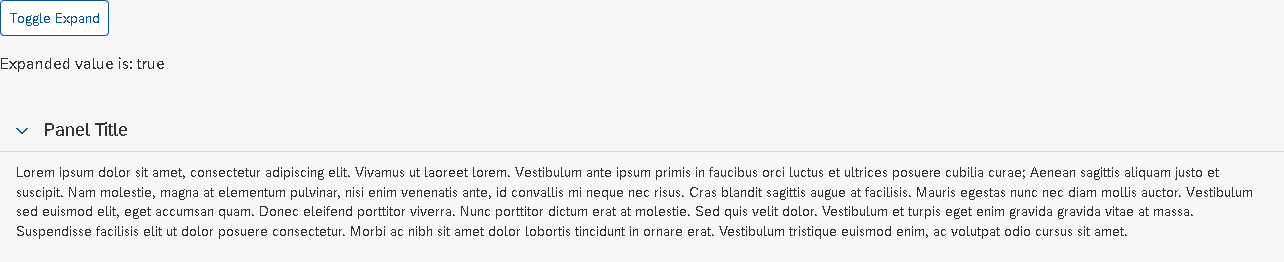 Toggle Expand
Expanded value is: true
Panel Title
Lorem ipsum dolor sit amet, consectetur adipiscing elit. Vivamus ut laoreet lorem. Vestibulum ante ipsum primis in faucibus orci luctus et ultrices posuere cubilia curae; Aenean sagittis aliquam justo et
suscipit. Nam molestie, magna at elementum pulvinar, nisi enim venenatis ante, id convallis mi neque nec risus. Cras blandit sagittis augue at facilisis. Mauris egestas nunc nec diam mollis auctor. Vestibulum
sed euismod elit, eget accumsan quam. Donec eleifend porttitor viverra. Nunc porttitor dictum erat at molestie. Sed quis velit dolor. Vestibulum et turpis eget enim gravida gravida vitae at massa.
Suspendisse facilisis elit ut dolor posuere consectetur. Morbi ac nibh sit amet dolor lobortis tincidunt in ornare erat. Vestibulum tristique euismod enim, ac volutpat odio cursus sit amet.